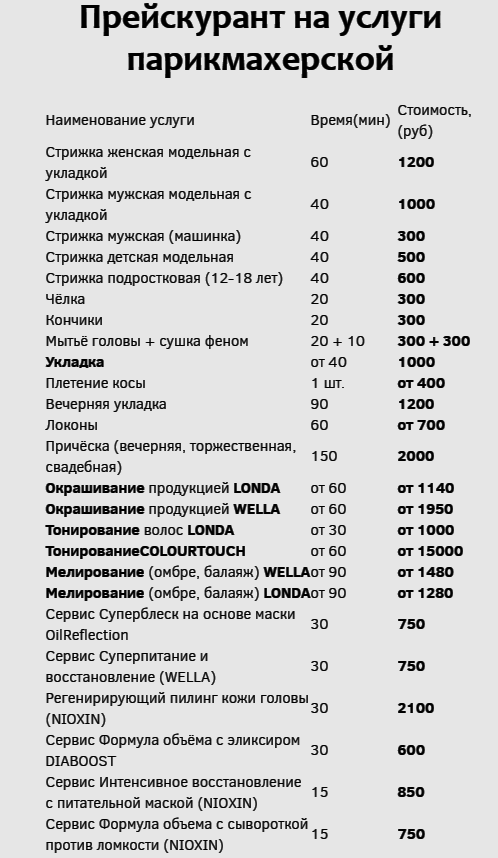 Прейскурант на услуги
парикмахерской
Наименование услуги Время(мин) Стоимость,
(руб)
Стрижка женская модельная с
укладкой 60 1200
Стрижка мужская модельная с
укладкой 40 1000
Стрижка мужская (машинка) 40 300
Стрижка детская модельная 40 500
Стрижка подростковая (12-18 лет) 40 600
Чёлка 20 300
Кончики 20 300
Мытьё головы + сушка феном 20 + 10 300 + 300
Укладка от 40 1000
Плетение косы 1 шт. от 400
Вечерняя укладка 90 1200
Локоны 60 от 700
Причёска (вечерняя, торжественная,
свадебная) 150 2000
Окрашивание продукцией LONDA от 60 от 1140
Окрашивание продукцией WELLA от 60 от 1950
Тонирование волос LONDA от 30 от 1000
ТонированиеCOLOURTOUCH от 60 от 15000
Мелирование (омбре, балаяж) WELLAот 90 от 1480
Мелирование (омбре, балаяж) LONDAот 90 от 1280
Сервис Суперблеск на основе маски
OilReflection 30 750
Сервис Суперпитание и
восстановление (WELLA) 30 750
Регенирирующий пилинг кожи головы
(NIOXIN) 30 2100
Сервис Формула объёма с эликсиром
DIABOOST 30 600
Сервис Интенсивное восстановление
с питательной маской (NIOXIN) 15 850
Сервис Формула объема с сывороткой
против ломкости (NIOXIN) 15 750